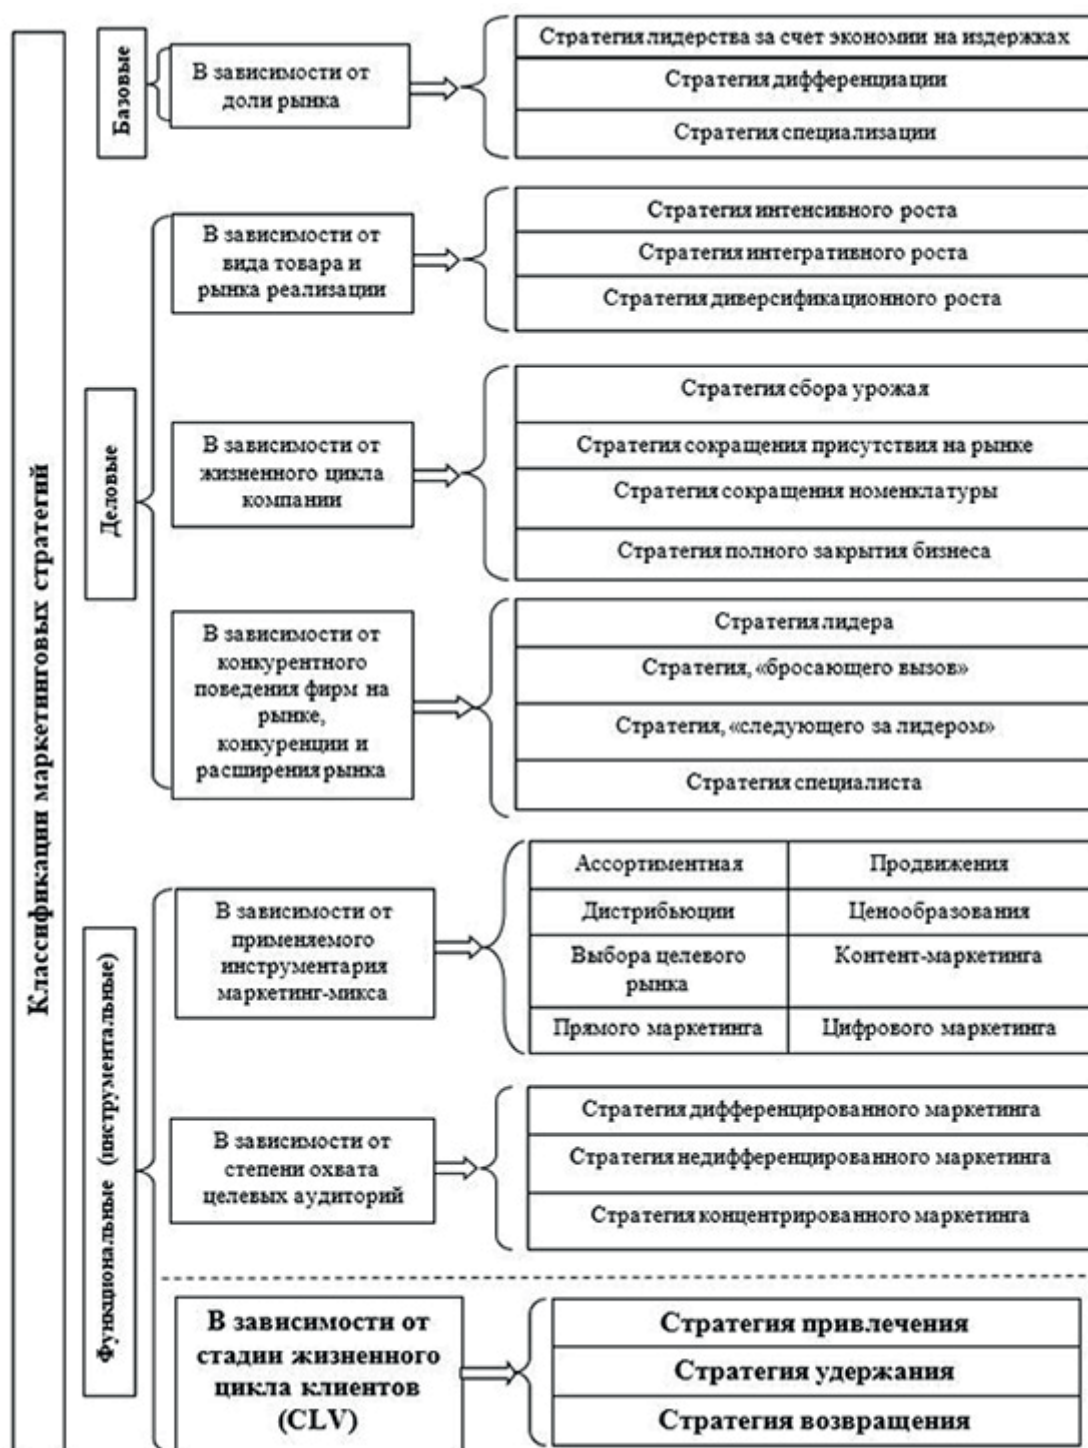 Классификации маркетинговых стратегий
Базовые
В зависимости от
доли рынка
Стратегия лидерства за счет экономии на издержках
Стратегия дифференциации
Стратегия специализации
Деловые
В зависимости от
вида товара и
рынка реализации
Стратегия интенсивного роста
Стратегия интегративного роста
Стратегия диверсификационного роста
В зависимости от
жизненного цикла
компании
Стратегия сбора урожая
Стратегия сокращения присутствия на рынке
Стратегия сокращения номенклатуры
Стратегия полного закрытия бизнеса
В зависимости от
конкурентного
поведения фирм на
рынке,
конкуренции и
расширения рынка
Стратегия лидера
Стратегия, «бросающего вызов»
Стратегия, «следующего за лидером»
Стратегия специалиста
Функциональные (инструментальные)
В зависимости от
применяемого
инструментария
маркетинг-микса
Ассортиментная
Продвижения
Дистрибьюции
Ценообразования
Выбора целевого
рынка
Контент-маркетинга
Прямого маркетинга
Цифрового маркетинга
В зависимости от
степени охвата
целевых аудиторий
Стратегия дифференцированного маркетинга
Стратегия недифференцированного маркетинга
Стратегия концентрированного маркетинга
В зависимости от
стадии жизненного
цикла клиентов
(CLV)
Стратегия привлечения
Стратегия удержания
Стратегия возвращения